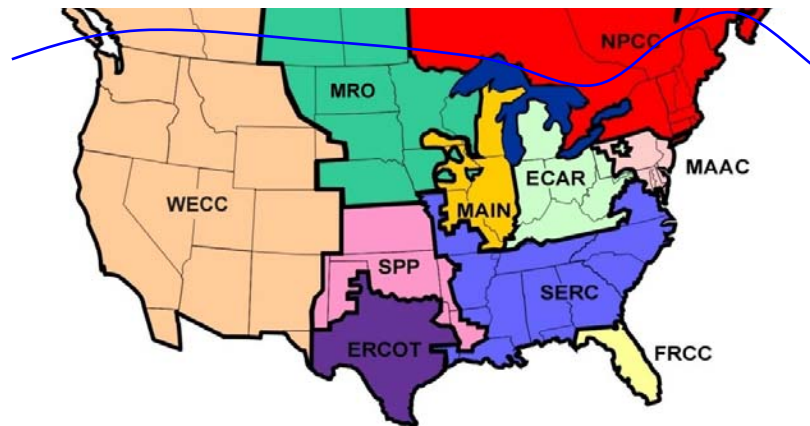 NPCC
MRO
MAAC
ECAR
WECC
MAIN
SPP
SERC
ERCOT
FRCC